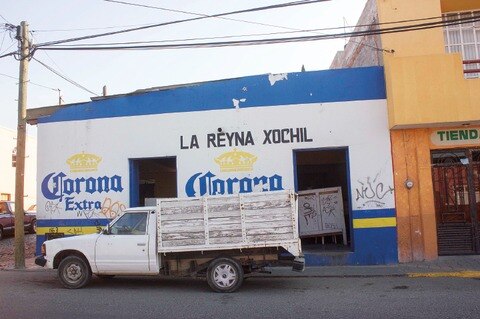 LA REYNA XOCHIL
Corona
Extra
Corona
TIEND